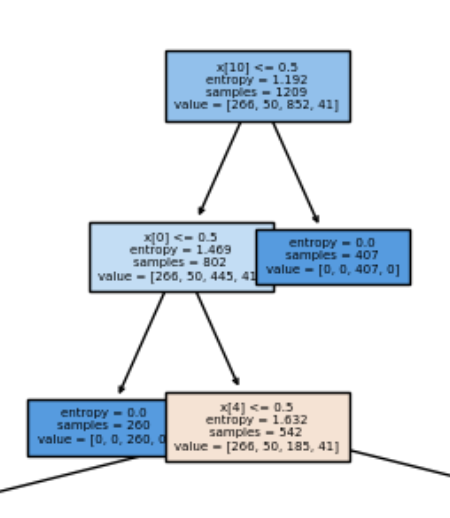 x[10] <= 0.5
entropy = 1.192
samples = 1209
value = [266, 50, 852, 41]
x[0] <= 0.5
entropy = 1.469
samples = 802
value = [266, 50, 445, 41
entropy = 0.0
samples = 407
value = [0, 0, 407, 0]
entropy = 0.0
samples = 260
value = [0, 0, 260, 0
x[4] <= 0.5
entropy = 1.632
samples = 542
value = [266, 50, 185, 41]